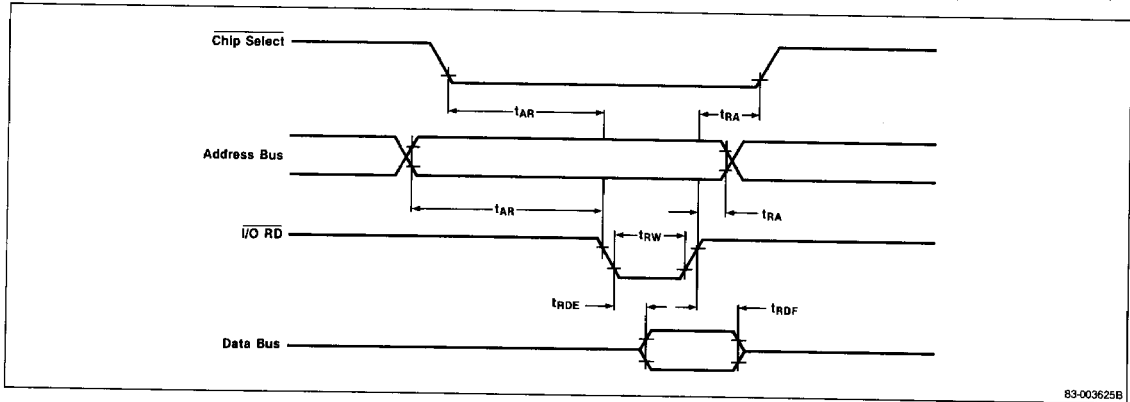 Chip Select
tAR
tRA
Address Bus
tAR
tRA
I/O RD
tRW
tRDE
tRDF
Data Bus
83-003625B